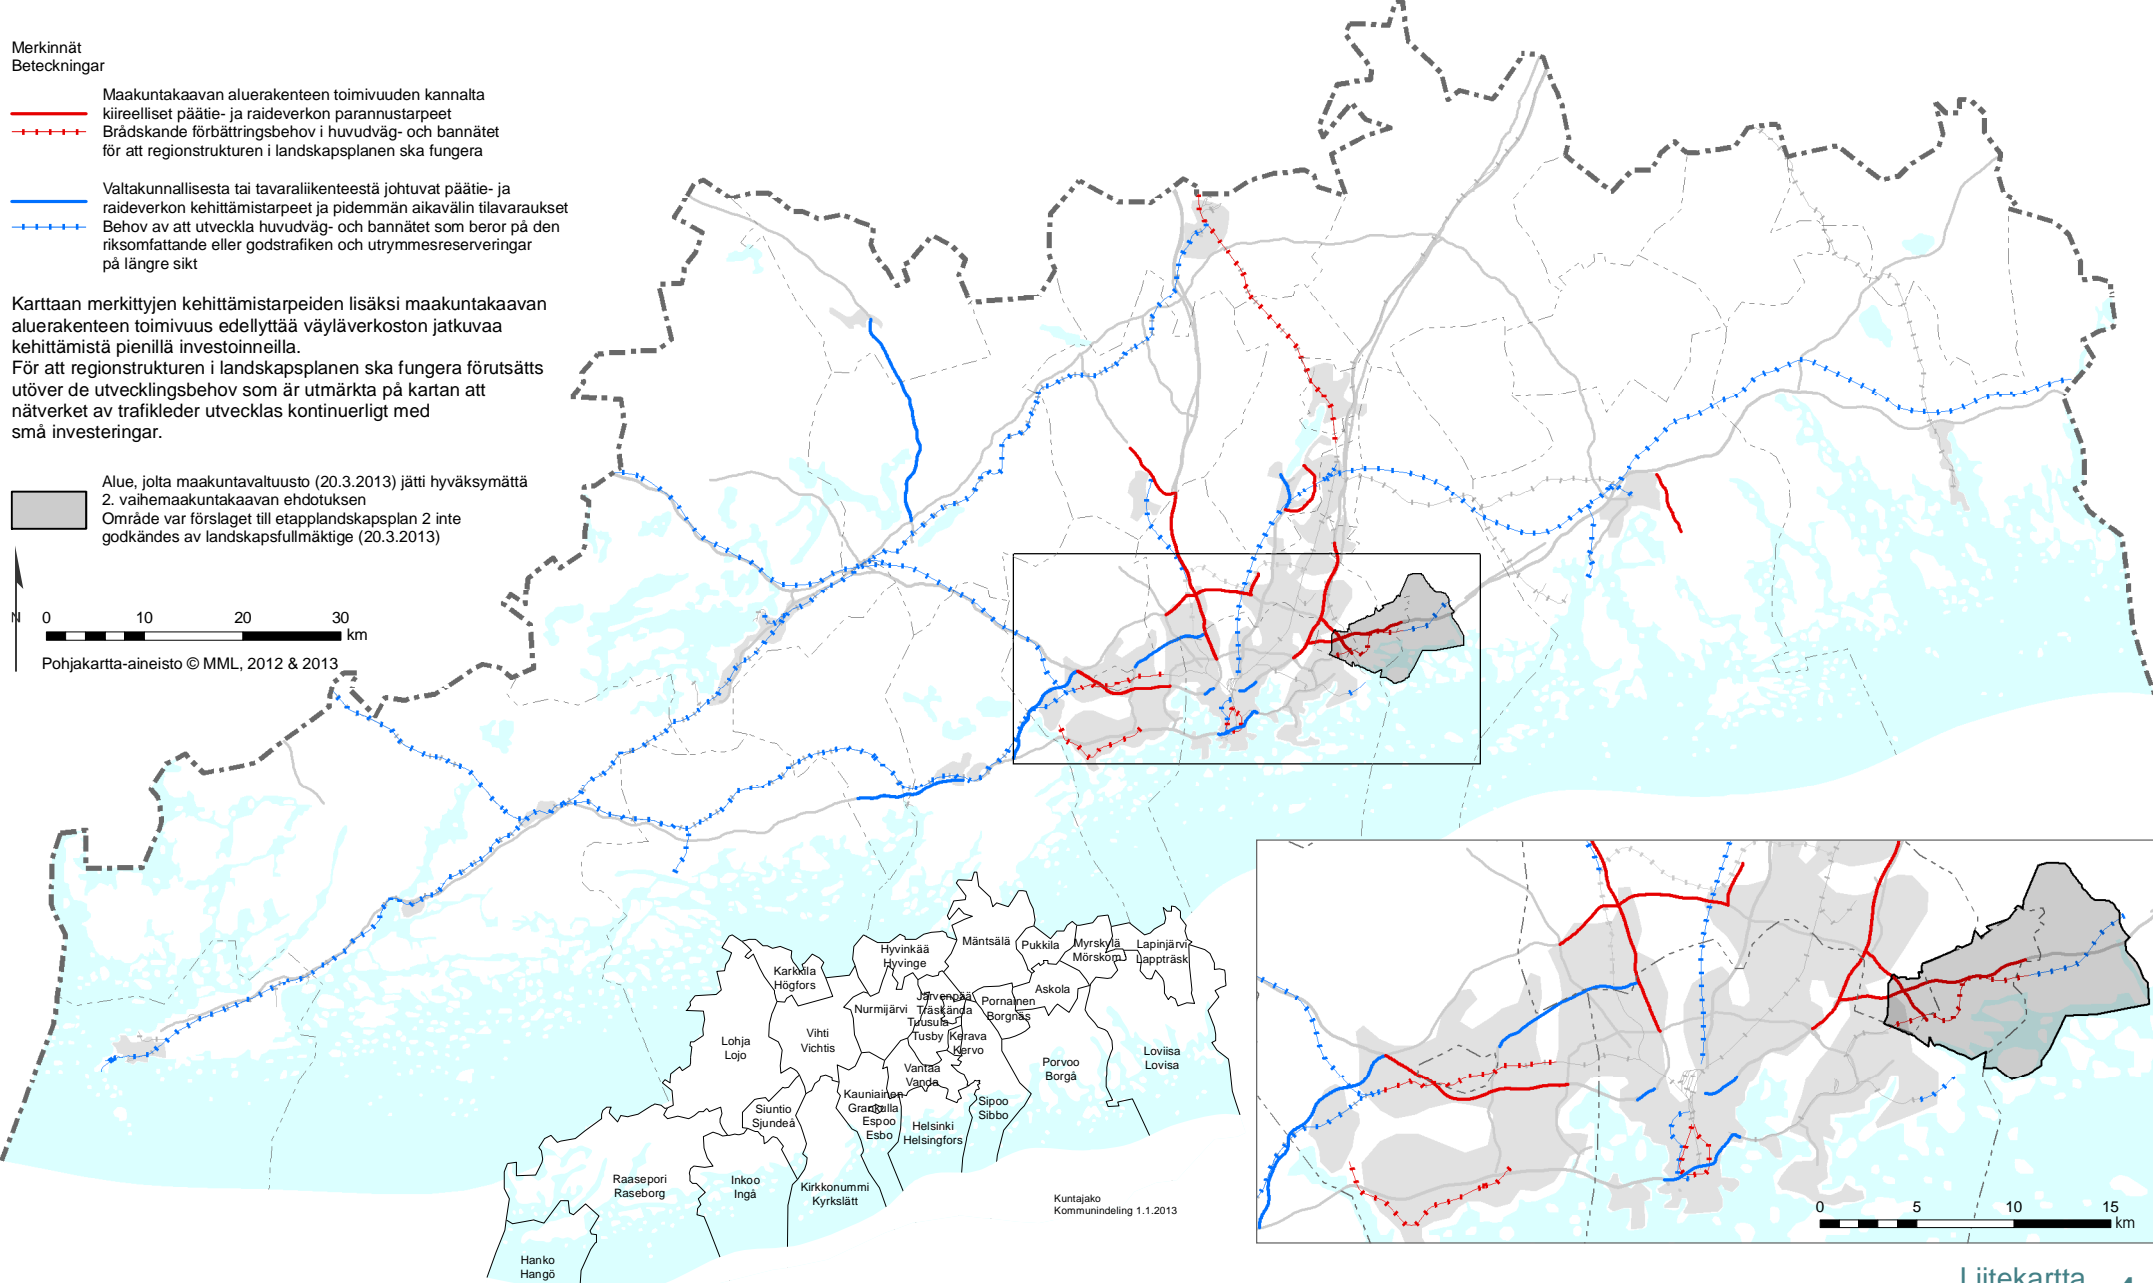 Merkinnät
Beteckningar
Maakuntakaavan aluerakenteen toimivuuden kannalta
kiireelliset päätie- ja raideverkon parannustarpeet
Brådskande förbättringsbehov i huvudväg- och bannätet
för att regionstrukturen i landskapsplanen ska fungera
Valtakunnallisesta tai tavaraliikenteestä johtuvat päätie- ja
raideverkon kehittämistarpeet ja pidemmän aikavälin tilavaraukset
Behov av att utveckla huvudväg- och bannätet som beror på den
riksomfattande eller godstrafiken och utrymmesreserveringar
på längre sikt
Karttaan merkittyjen kehittämistarpeiden lisäksi maakuntakaavan
aluerakenteen toimivuus edellyttää väyläverkoston jatkuvaa
kehittämistä pienillä investoinneilla.
För att regionstrukturen i landskapsplanen ska fungera förutsätts
utöver de utvecklingsbehov som är utmärkta på kartan att
nätverket av trafikleder utvecklas kontinuerligt med
små investeringar.
Alue, jolta maakuntavaltuusto (20.3.2013) jätti hyväksymättä
2. vaihemaakuntakaavan ehdotuksen
Område var förslaget till etapplandskapsplan 2 inte
godkändes av landskapsfullmäktige (20.3.2013)
N
0 10 20 30
km
Pohjakartta-aineisto © MML, 2012 & 2013
Hyvinkää
Hyvinge
Mäntsälä
Pukkila
Myrskylä
Mörskom
Lapinjärvi
Lappträsk
Karkkila
Högfors
Askola
Nurmijärvi
Järvenpää
Träskända
Pornainen
Borgnäs
Tuusula
Tusby
Kerava
Kervo
Vihti
Vichtis
Lohja
Lojo
Loviisa
Lovisa
Porvoo
Borgå
Vantaa
Vanda
Kauniainen
Grankulla
Espoo
Esbo
Siuntio
Sjundeå
Sipoo
Sibbo
Helsinki
Helsingfors
Raasepori
Raseborg
Inkoo
Ingå
Kirkkonummi
Kyrkslätt
Hanko
Hangö
Kuntajako
Kommunindeling 1.1.2013
0 5 10 15
km
Liitekartta